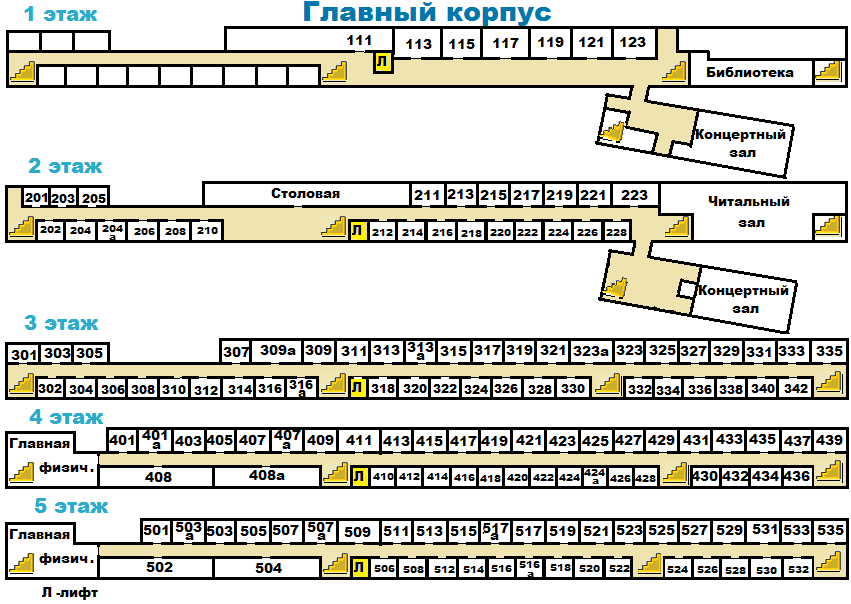 Главный корпус
1 этаж
111 113 115 117 119 121 123
Л
Библиотека
Концертный
зал
2 этаж
201 203 205 Столовая 211 213 215 217 219 221 223 Читальный
зал
202 204 204а 206 208 210 Л 212 214 216 218 220 222 224 226 228
Концертный
зал
3 этаж
301 303 305 307 309а 309 311 313 313а 315 317 319 321 323а 323 325 327 329 331 333 335
302 304 306 308 310 312 314 316 316а Л 318 320 322 324 326 328 330 332 334 336 338 340 342
4 этаж
Главная 401 401а 403 405 407 407а 409 411 413 415 417 419 421 423 425 427 429 431 433 435 437 439
физич. 408 408а Л 410 412 414 416 418 420 422 424 424а 426 428 430 432 434 436
5 этаж
Главная 501 503а 503 505 507 507а 509 511 513 515 517а 517 519 521 523 525 527 529 531 533 535
физич. 502 504 Л 506 508 512 514 516 516а 518 520 522 524 526 528 530 532
Л -лифт